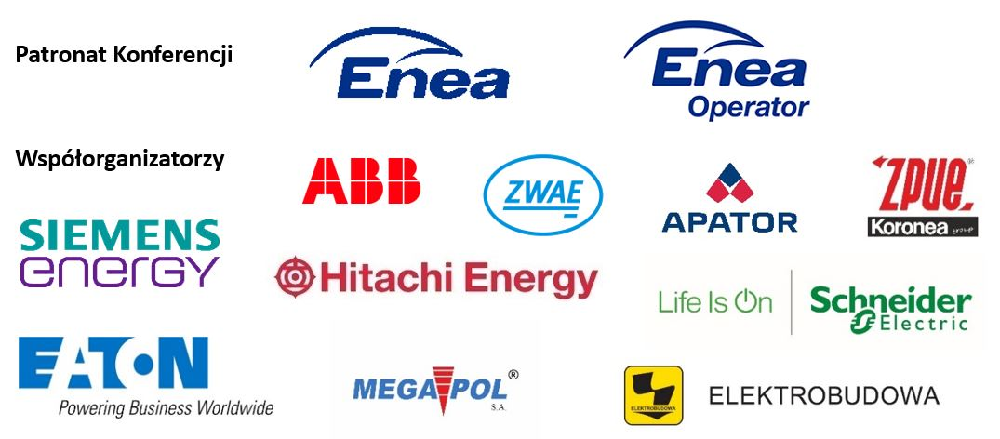 Patronat Konferencji
Enea
Enea
Operator
Współorganizatorzy
ABB
ZWAE
APATOR
ZPUE®
Koronea group
SIEMENS
energy
Hitachi Energy
Life Is On
Schneider
Electric
EATON
Powering Business Worldwide
MEGAPOL®
S.A.
ELEKTROBUDOWA
ELEKTROBUDOWA